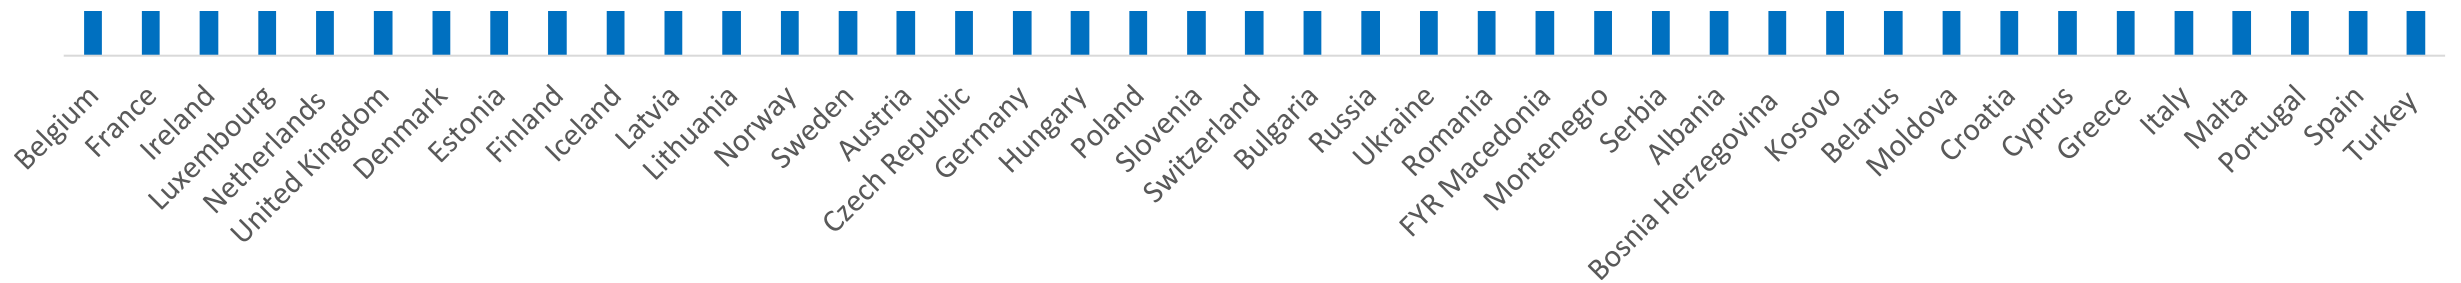 Belgium
France
Ireland
Luxembourg
Netherlands
United Kingdom
Denmark
Estonia
Finland
Iceland
Latvia
Lithuania
Norway
Sweden
Austria
Czech Republic
Germany
Hungary
Poland
Slovenia
Switzerland
Bulgaria
Russia
Ukraine
Romania
FYR Macedonia
Montenegro
Serbia
Albania
Bosnia Herzegovina
Kosovo
Belarus
Moldova
Croatia
Cyprus
Greece
Italy
Malta
Portugal
Spain
Turkey